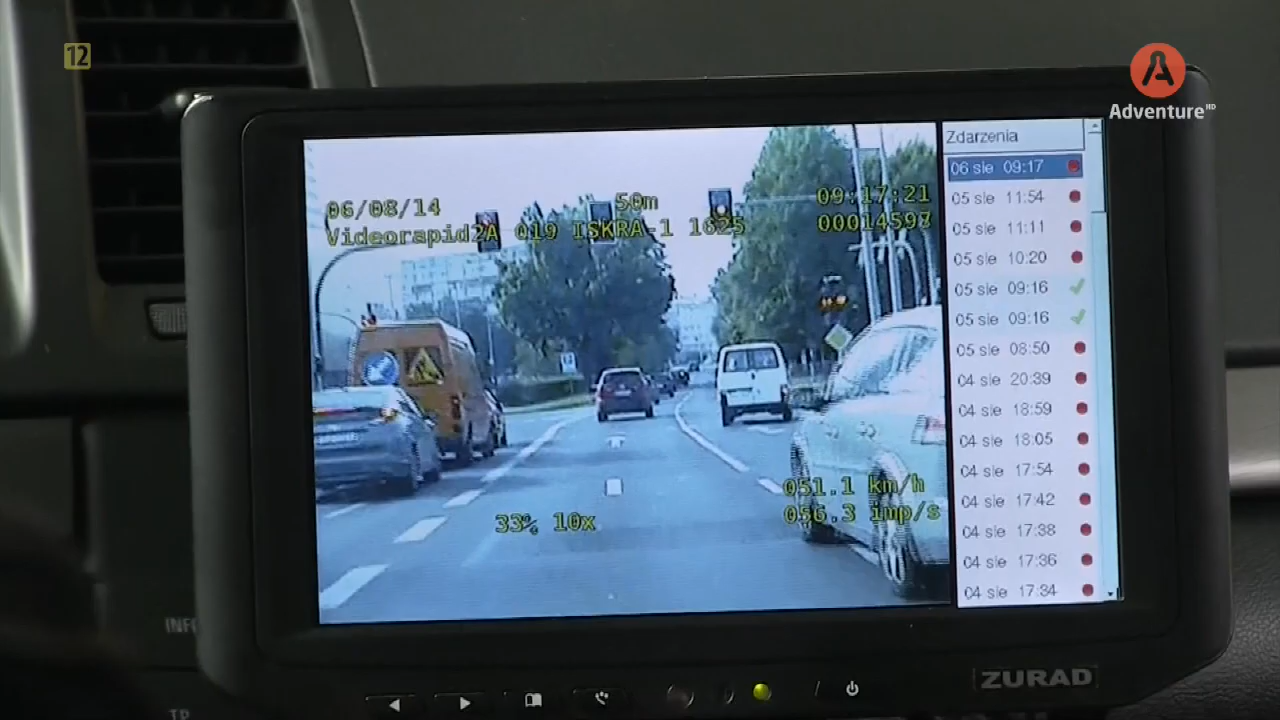 12
Adventure HD
Zdarzenia
06 sie 09:17
05 sie 11:54
05 sie 11:11
05 sie 10:20
05 sie 09:16
05 sie 09:16
05 sie 08:50
04 sie 20:39
04 sie 18:59
04 sie 18:05
04 sie 17:54
04 sie 17:42
04 sie 17:38
04 sie 17:36
04 sie 17:34
06/08/14 50m 09:17:21
Videorapid2A 019 ISKRA-1 1625 00014597
051.1 km/h
33% 10x 056.3 imp/s
INFO
ZURAD